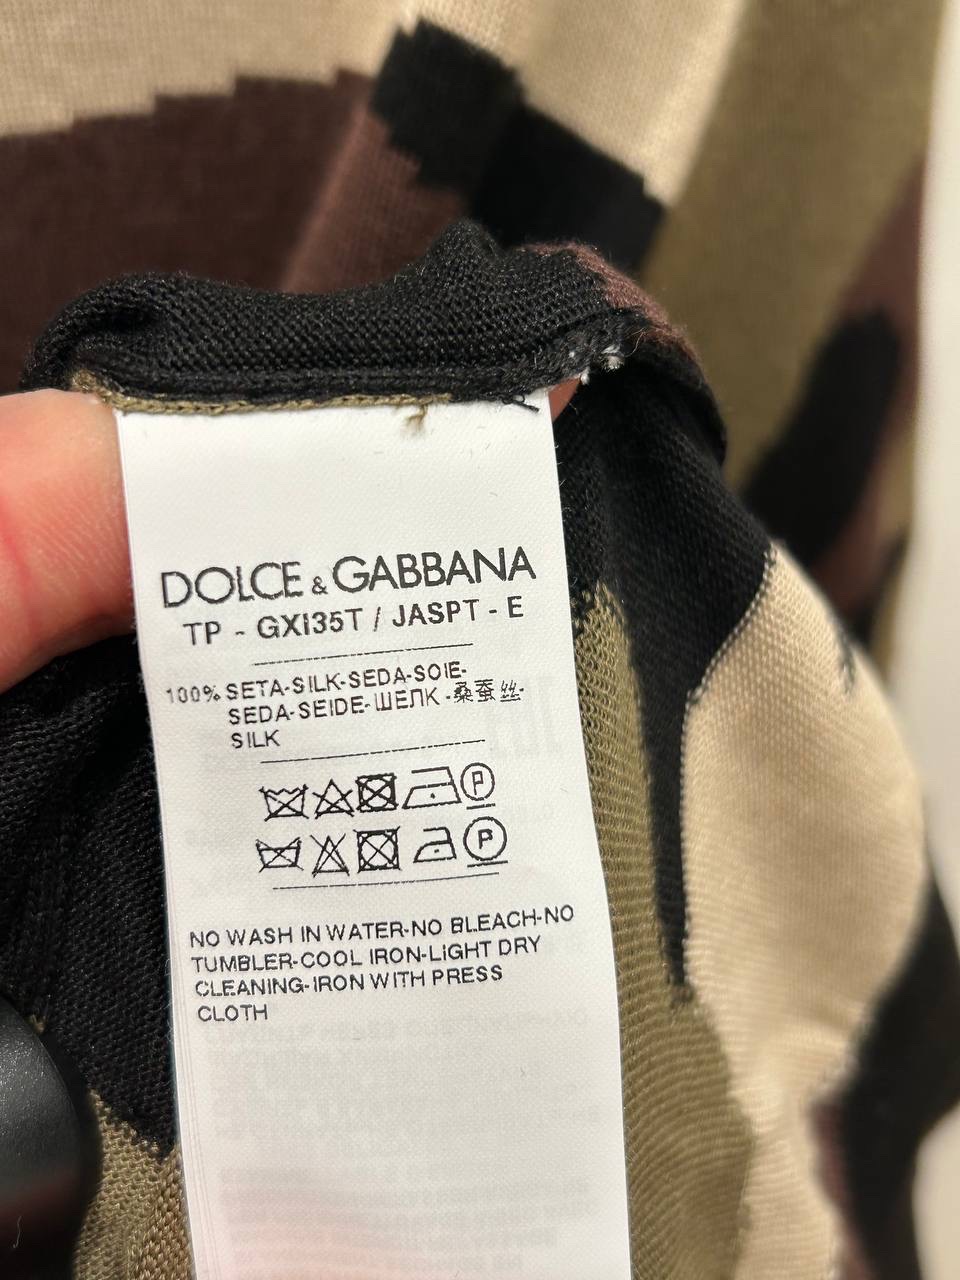 DOLCE & GABBANA
TP - GXI35T / JASPT - E
100% SETA-SILK-SEDA-SOIE-
SEDA-SEIDE-ШЕЛК-桑蚕丝-
SILK
P
P
NO WASH IN WATER-NO BLEACH-NO
TUMBLER-COOL IRON-LIGHT DRY
CLEANING-IRON WITH PRESS
CLOTH